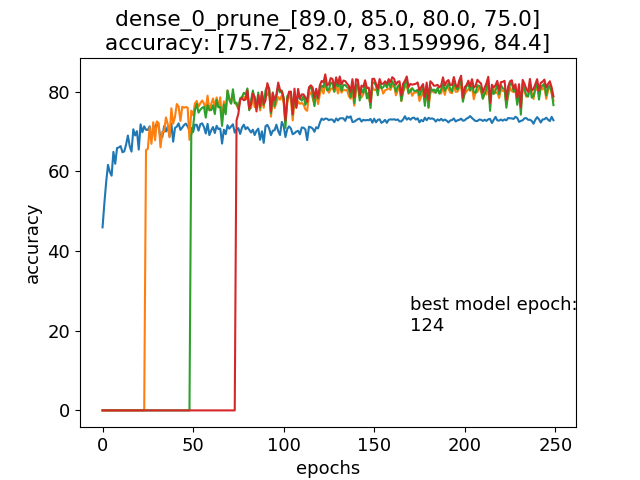 dense_0_prune_[89.0, 85.0, 80.0, 75.0]
accuracy: [75.72, 82.7, 83.159996, 84.4]
80
60
accuracy
40
best model epoch:
20
124
0
0 50 100 150 200 250
epochs